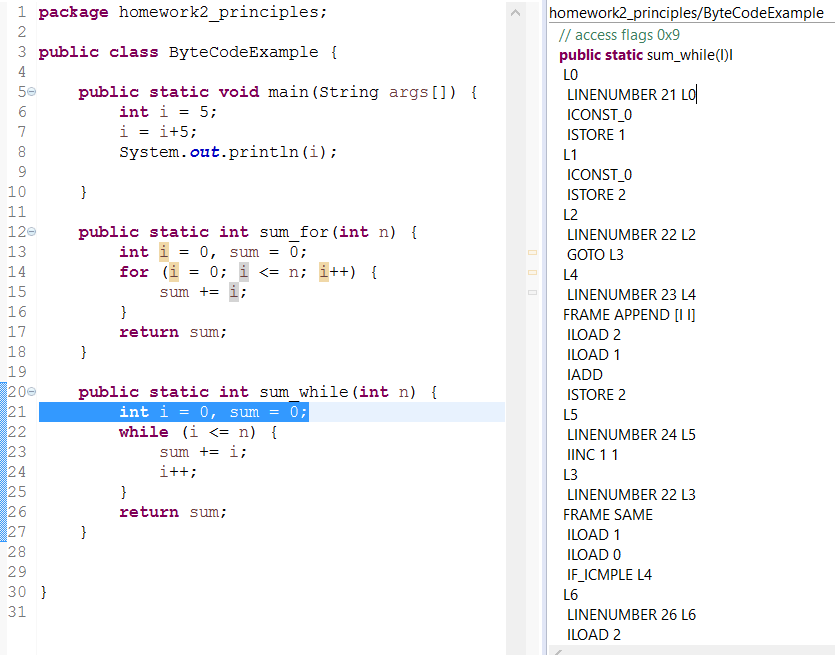 1 package homework2_principles;
2
3 public class ByteCodeExample {
4
5 public static void main(String args[]) {
6 int i = 5;
7 i = i+5;
8 System.out.println(i);
9
10 }
11
12 public static int sum_for(int n) {
13 int i = 0, sum = 0;
14 for (i = 0; i <= n; i++) {
15 sum += i;
16 }
17 return sum;
18 }
19
20 public static int sum_while(int n) {
21 int i = 0, sum = 0;
22 while (i <= n) {
23 sum += i;
24 i++;
25 }
26 return sum;
27 }
28
29
30 }
31
homework2_principles/ByteCodeExample
// access flags 0x9
public static sum_while(I)I
L0
LINENUMBER 21 L0
ICONST_0
ISTORE 1
L1
ICONST_0
ISTORE 2
L2
LINENUMBER 22 L2
GOTO L3
L4
LINENUMBER 23 L4
FRAME APPEND [I I]
ILOAD 2
ILOAD 1
IADD
ISTORE 2
L5
LINENUMBER 24 L5
IINC 1 1
L3
LINENUMBER 22 L3
FRAME SAME
ILOAD 1
ILOAD 0
IF_ICMPLE L4
L6
LINENUMBER 26 L6
ILOAD 2